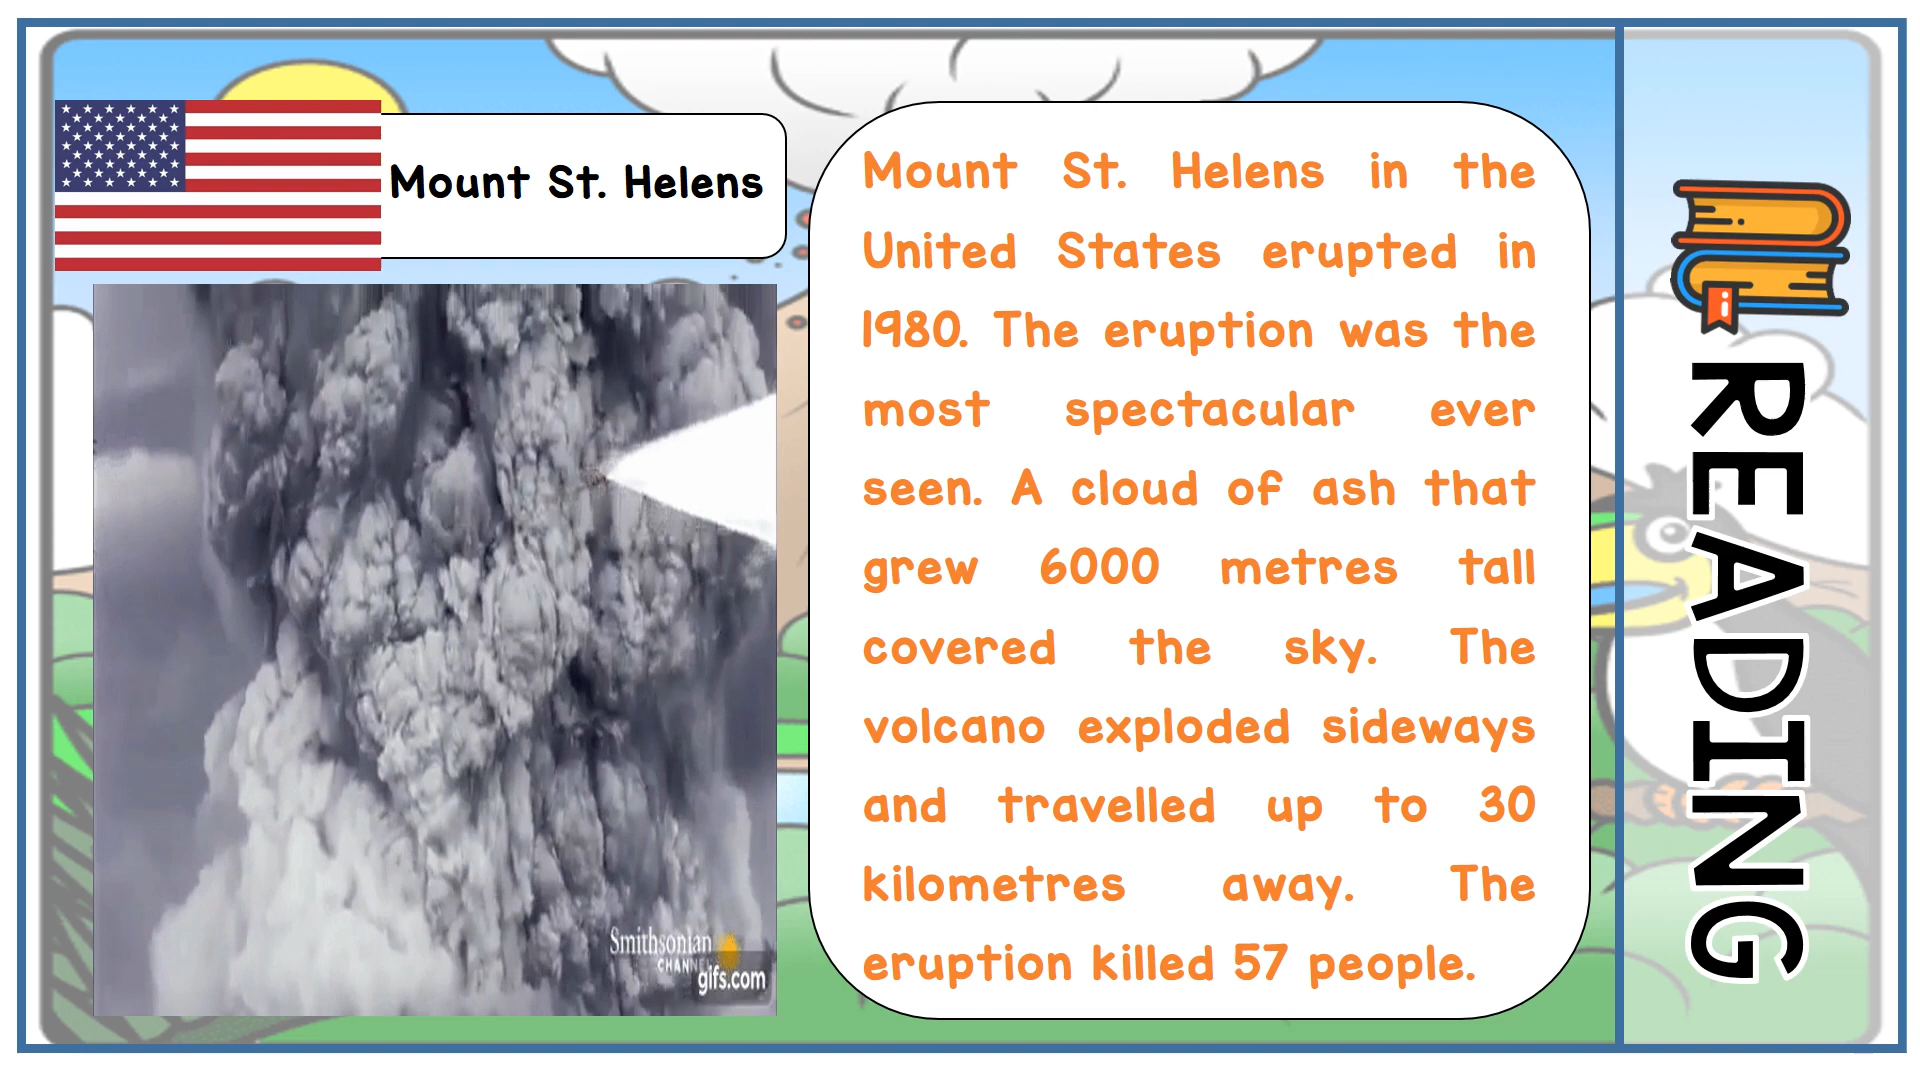 Mount St. Helens
Mount St. Helens in the
United States erupted in
1980. The eruption was the
most spectacular ever
seen. A cloud of ash that
grew 6000 metres tall
covered the sky. The
volcano exploded sideways
and travelled up to 30
kilometres away. The
eruption killed 57 people.
Smithsonian
CHANNEL
gifs.com
READING